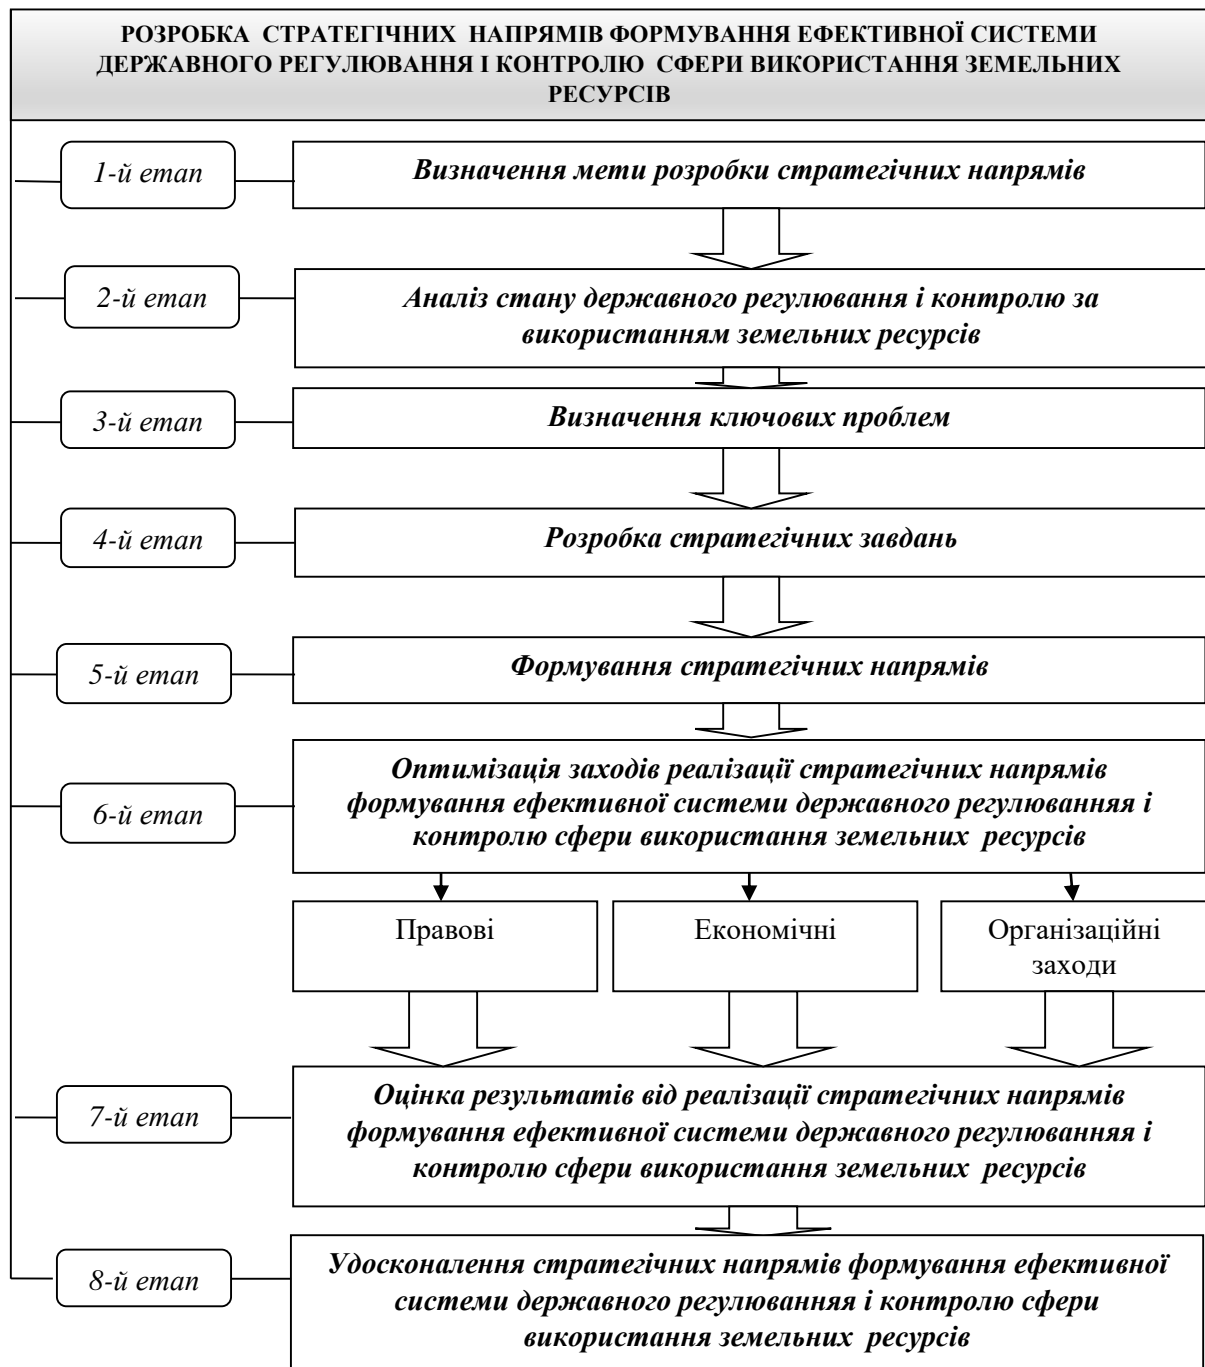 РОЗРОБКА СТРАТЕГІЧНИХ НАПРЯМІВ ФОРМУВАННЯ ЕФЕКТИВНОЇ СИСТЕМИ
ДЕРЖАВНОГО РЕГУЛЮВАННЯ І КОНТРОЛЮ СФЕРИ ВИКОРИСТАННЯ ЗЕМЕЛЬНИХ
РЕСУРСІВ
1-й етап
Визначення мети розробки стратегічних напрямів
2-й етап
Аналіз стану державного регулювання і контролю за
використанням земельних ресурсів
3-й етап
Визначення ключових проблем
4-й етап
Розробка стратегічних завдань
5-й етап
Формування стратегічних напрямів
6-й етап
Оптимізація заходів реалізації стратегічних напрямів
формування ефективної системи державного регулюванняя і
контролю сфери використання земельних ресурсів
Правові
Економічні
Організаційні
заходи
7-й етап
Оцінка результатів від реалізації стратегічних напрямів
формування ефективної системи державного регулюванняя і
контролю сфери використання земельних ресурсів
8-й етап
Удосконалення стратегічних напрямів формування ефективної
системи державного регулюванняя і контролю сфери
використання земельних ресурсів